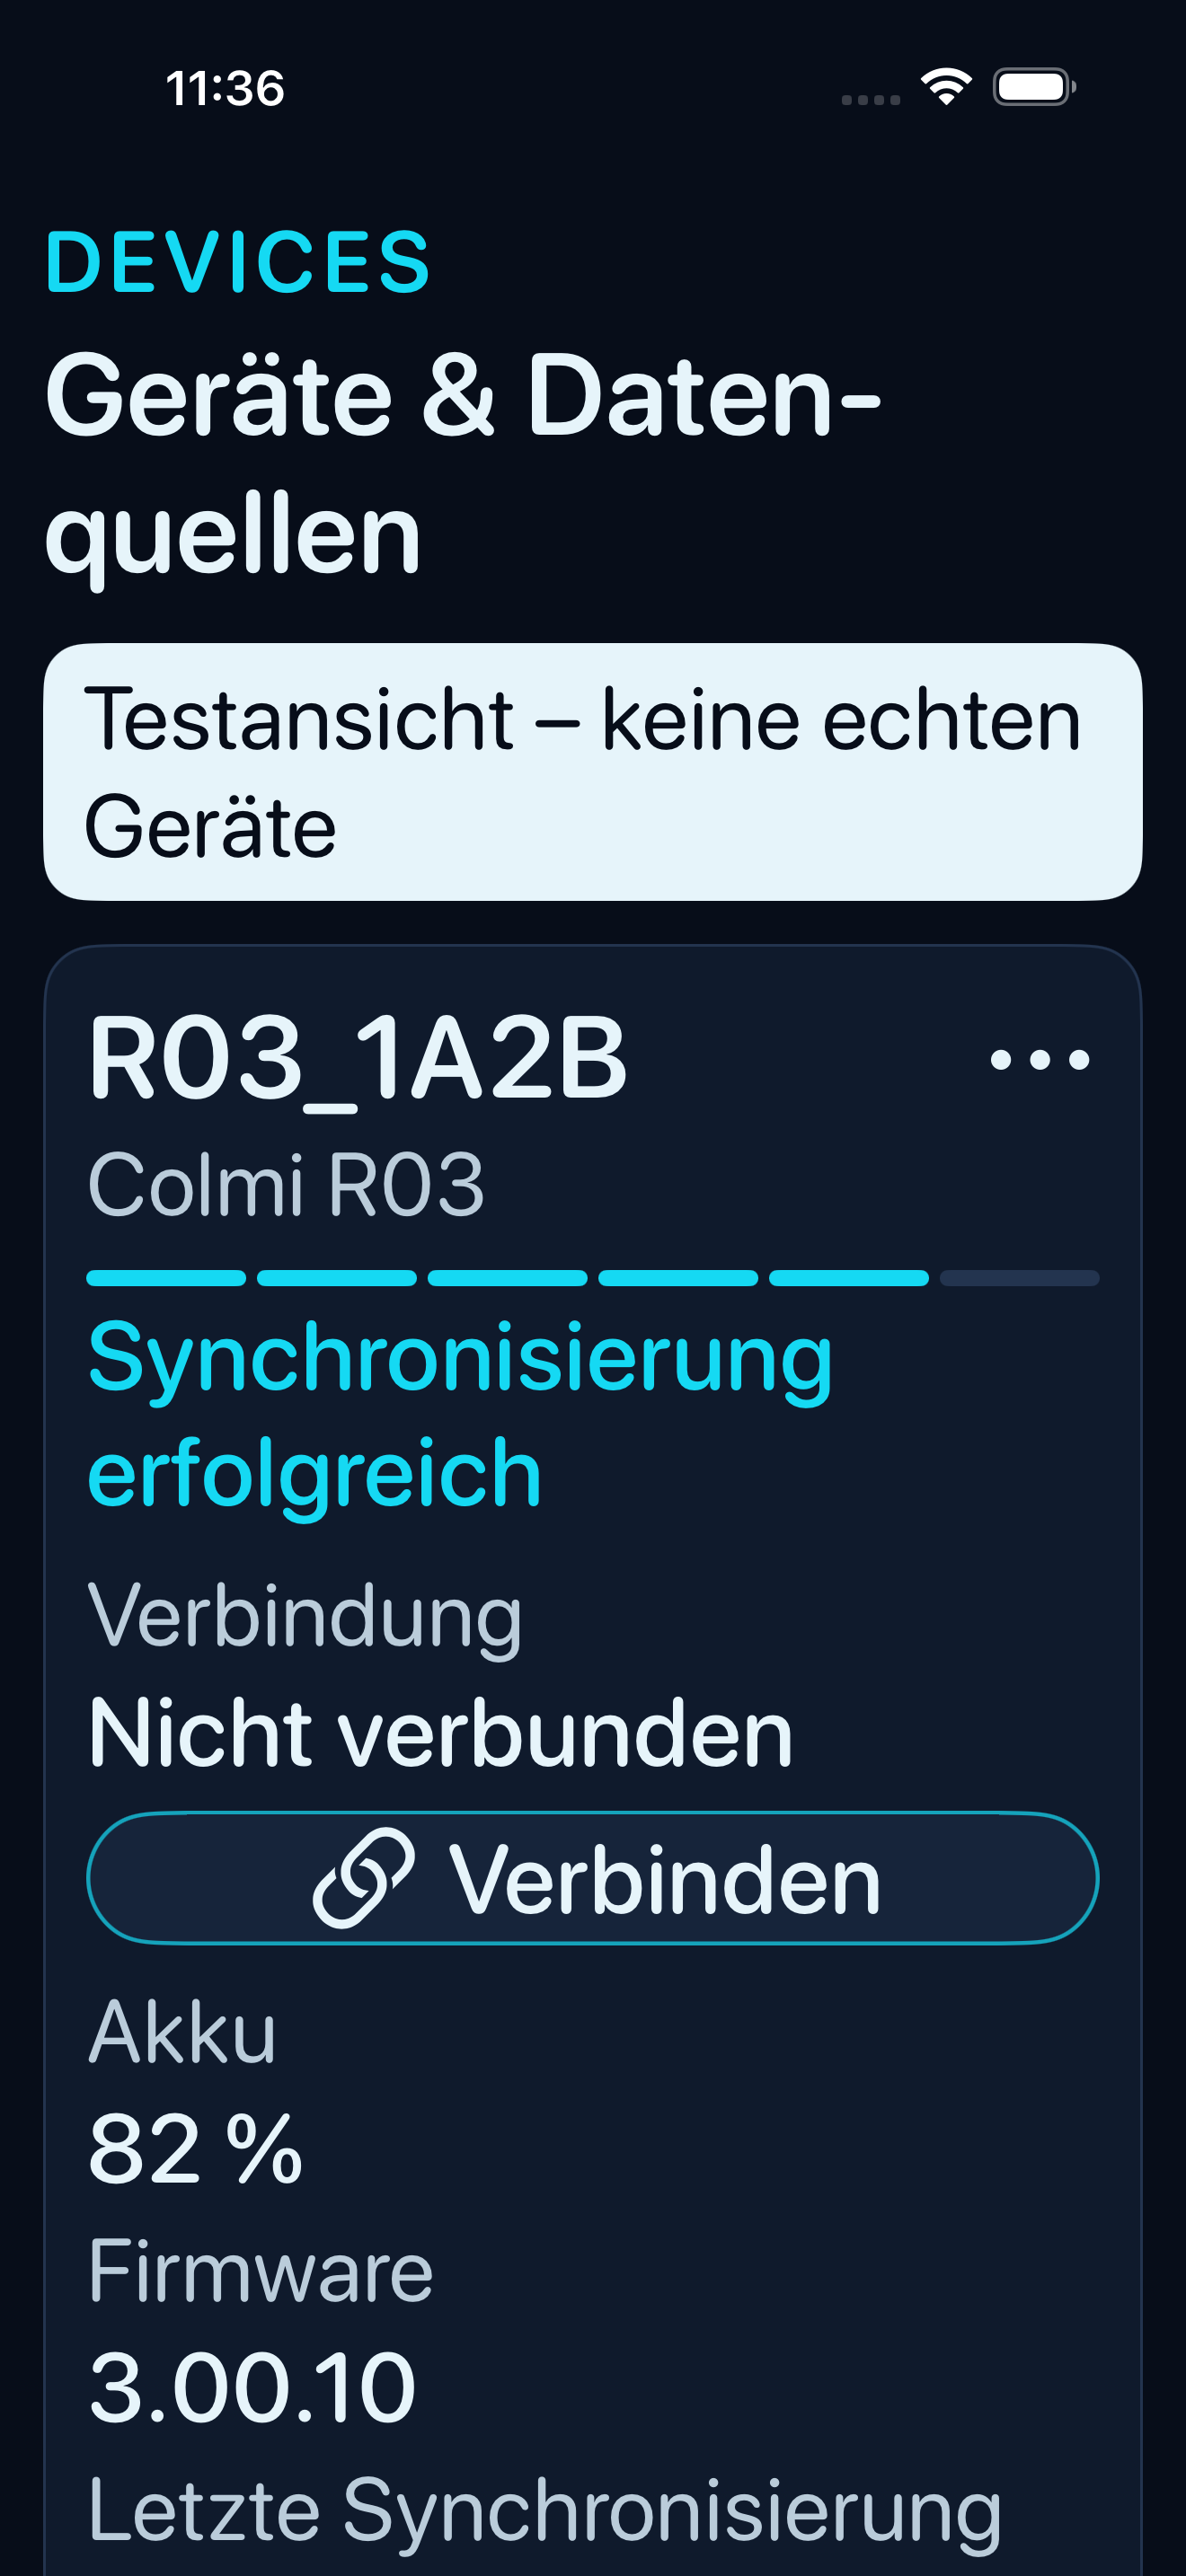 11:36
DEVICES
Geräte & Daten-
quellen
Testansicht – keine echten
Geräte
R03_1A2B
Colmi R03
Synchronisierung
erfolgreich
Verbindung
Nicht verbunden
Verbinden
Akku
82 %
Firmware
3.00.10
Letzte Synchronisierung